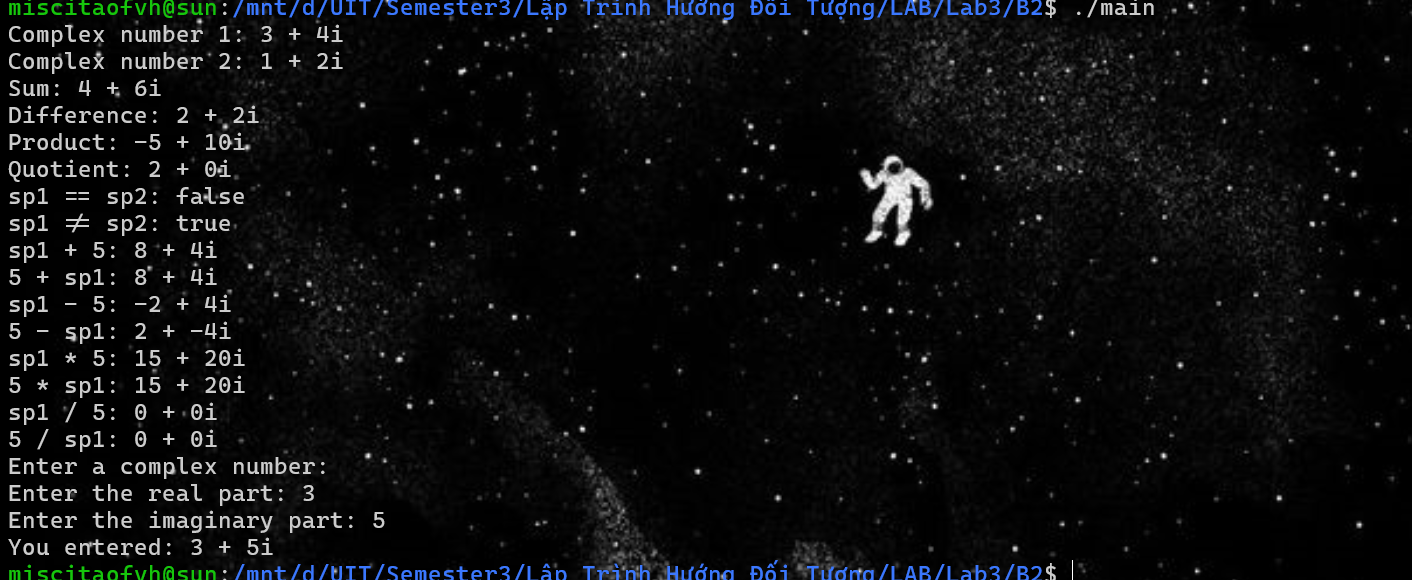 miscitaofvh@sun:/mnt/d/UIT/Semester3/Lập Trình Hướng Đối Tượng/LAB/Lab3/B2$ ./main
Complex number 1: 3 + 4i
Complex number 2: 1 + 2i
Sum: 4 + 6i
Difference: 2 + 2i
Product: -5 + 10i
Quotient: 2 + 0i
sp1 == sp2: false
sp1 ≠ sp2: true
sp1 + 5: 8 + 4i
5 + sp1: 8 + 4i
sp1 - 5: -2 + 4i
5 - sp1: 2 + -4i
sp1 * 5: 15 + 20i
5 * sp1: 15 + 20i
sp1 / 5: 0 + 0i
5 / sp1: 0 + 0i
Enter a complex number:
Enter the real part: 3
Enter the imaginary part: 5
You entered: 3 + 5i
miscitaofvh@sun:/mnt/d/UIT/Semester3/Lập Trình Hướng Đối Tượng/LAB/Lab3/B2$